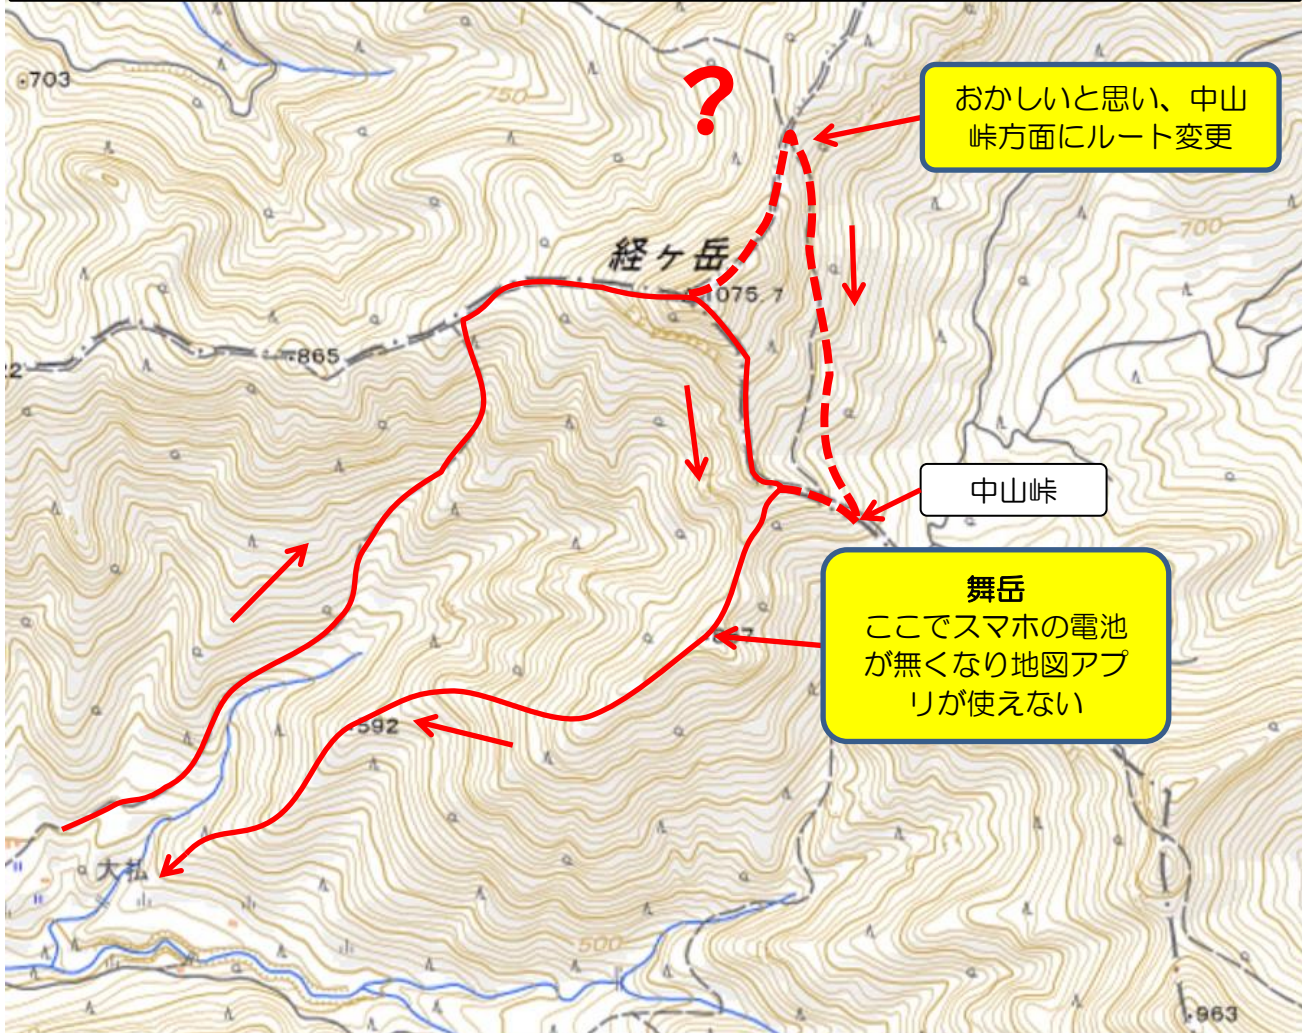 703
750
?
おかしいと思い、中山
峠方面にルート変更
700
経ヶ岳
1075.7
865
中山峠
舞岳
ここでスマホの電池
が無くなり地図アプ
リが使えない
592
大払
500
963